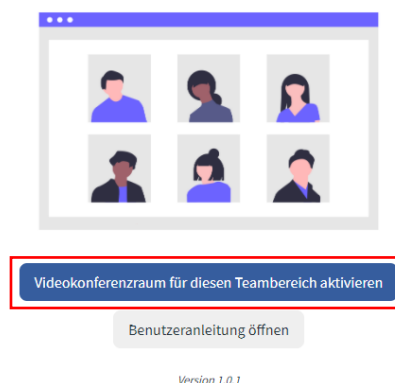 Videokonferenzraum für diesen Teambereich aktivieren
Benutzeranleitung öffnen
Version 1.0.1